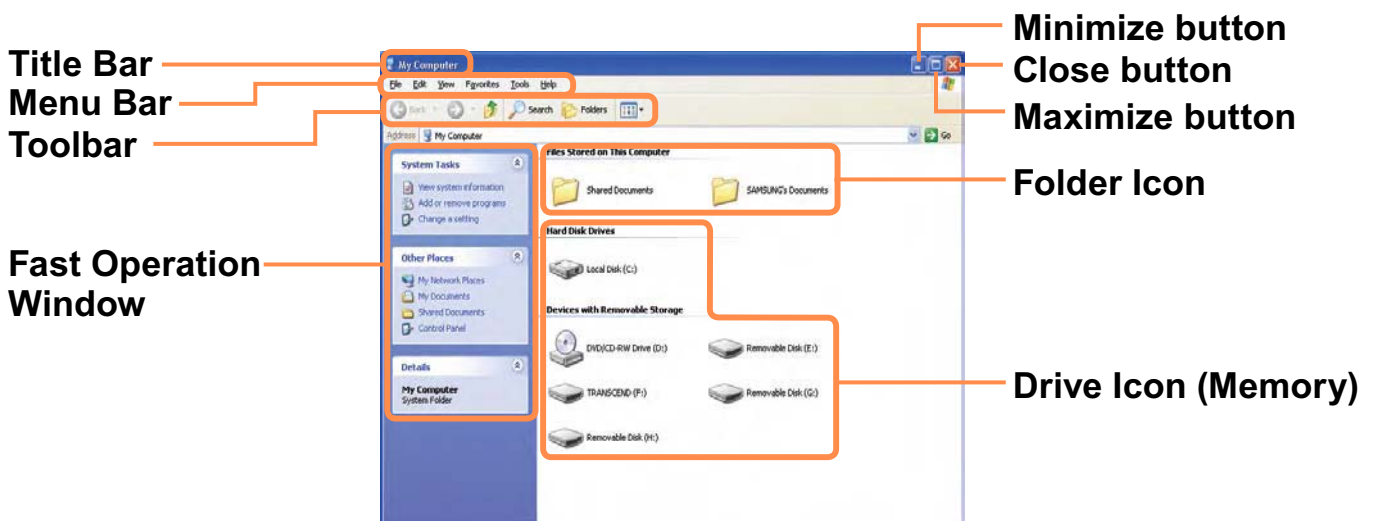 Title Bar
Menu Bar
Toolbar
Fast Operation
Window
My Computer
File Edit View Favorites Tools Help
Back Search Folders
Address My Computer Go
System Tasks
View system information
Add or remove programs
Change a setting
Other Places
My Network Places
My Documents
Shared Documents
Control Panel
Details
My Computer
System Folder
Files Stored on This Computer
Shared Documents SAMSUNG's Documents
Hard Disk Drives
Local Disk (C:)
Devices with Removable Storage
DVD/CD-RW Drive (D:) Removable Disk (E:)
TRANSCEND (F:) Removable Disk (G:)
Removable Disk (H:)
Minimize button
Close button
Maximize button
Folder Icon
Drive Icon (Memory)